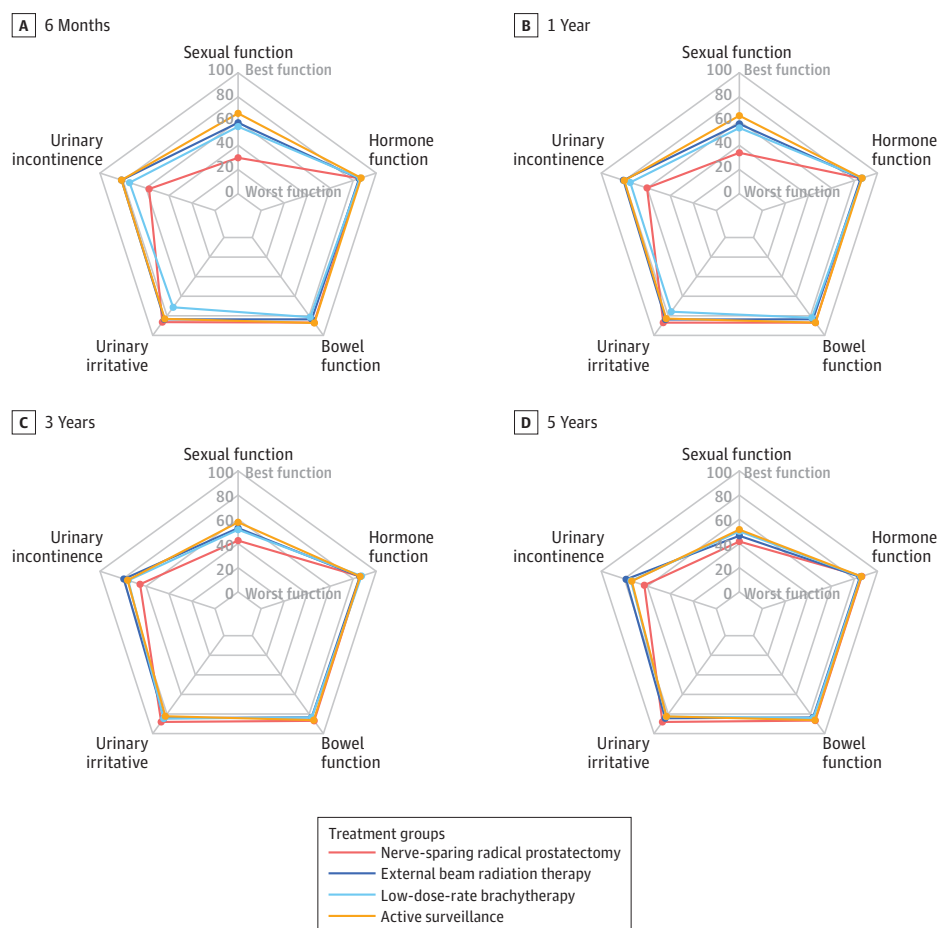 A 6 Months
Sexual function
100 Best function
80
60
40
20
0 Worst function
Urinary
incontinence
Hormone
function
Urinary
irritative
Bowel
function
B 1 Year
Sexual function
100 Best function
80
60
40
20
0 Worst function
Urinary
incontinence
Hormone
function
Urinary
irritative
Bowel
function
C 3 Years
Sexual function
100 Best function
80
60
40
20
0 Worst function
Urinary
incontinence
Hormone
function
Urinary
irritative
Bowel
function
D 5 Years
Sexual function
100 Best function
80
60
40
20
0 Worst function
Urinary
incontinence
Hormone
function
Urinary
irritative
Bowel
function
Treatment groups
Nerve-sparing radical prostatectomy
External beam radiation therapy
Low-dose-rate brachytherapy
Active surveillance